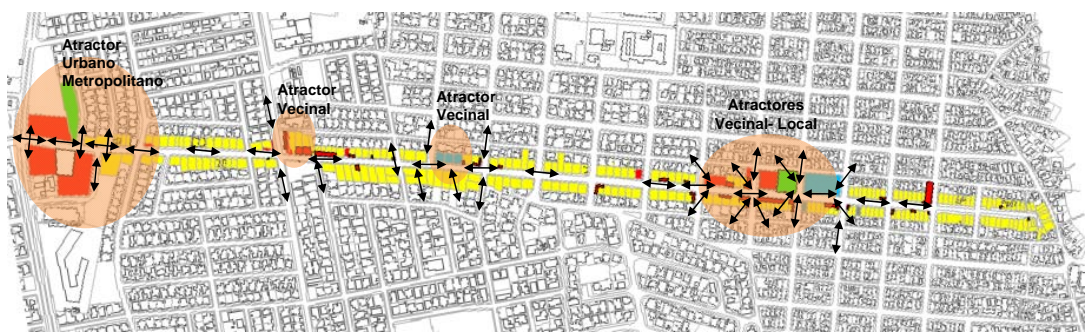 Atractor
Urbano
Metropolitano
Atractor
Vecinal
Atractor
Vecinal
Atractores
Vecinal- Local